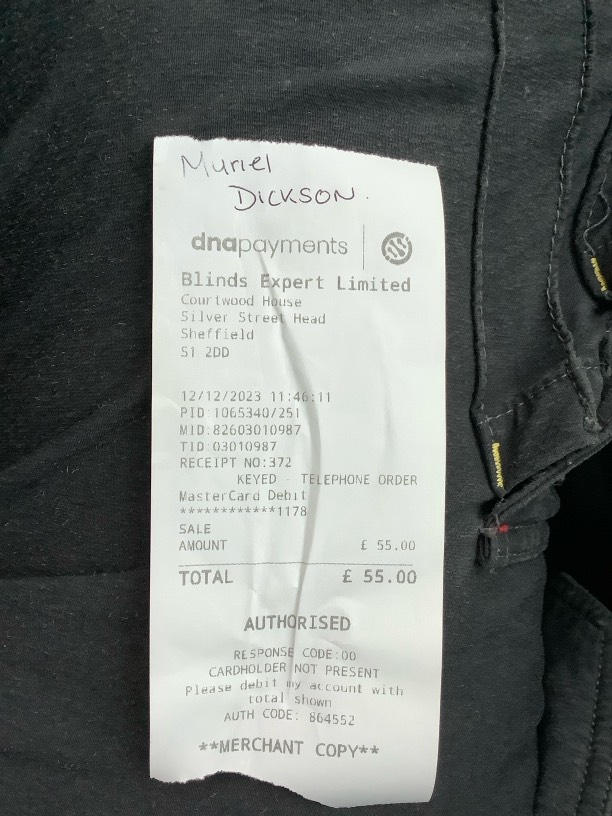 Muriel
DICKSON.
dnapayments
Blinds Expert Limited
Courtwood House
Silver Street Head
Sheffield
S1 2DD
12/12/2023 11:46:11
PID:1065340/251
MID:82603010987
TID:03010987
RECEIPT NO:372
KEYED - TELEPHONE ORDER
MasterCard Debit
************1178
SALE
AMOUNT £ 55.00
TOTAL £ 55.00
AUTHORISED
RESPONSE CODE:00
CARDHOLDER NOT PRESENT
Please debit my account with
total shown
AUTH CODE: 864552
**MERCHANT COPY**